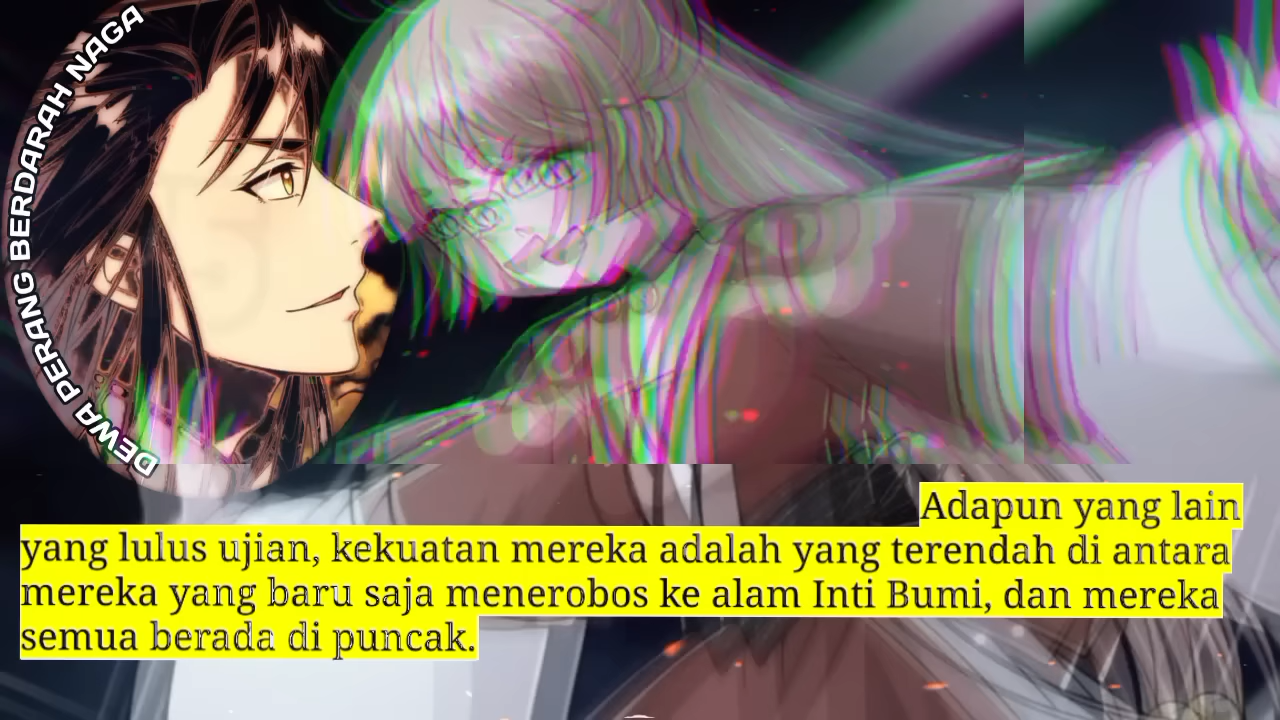 DEWA PERANG BERDARAH NAGA
Adapun yang lain
yang lulus ujian, kekuatan mereka adalah yang terendah di antara
mereka yang baru saja menerobos ke alam Inti Bumi, dan mereka
semua berada di puncak.